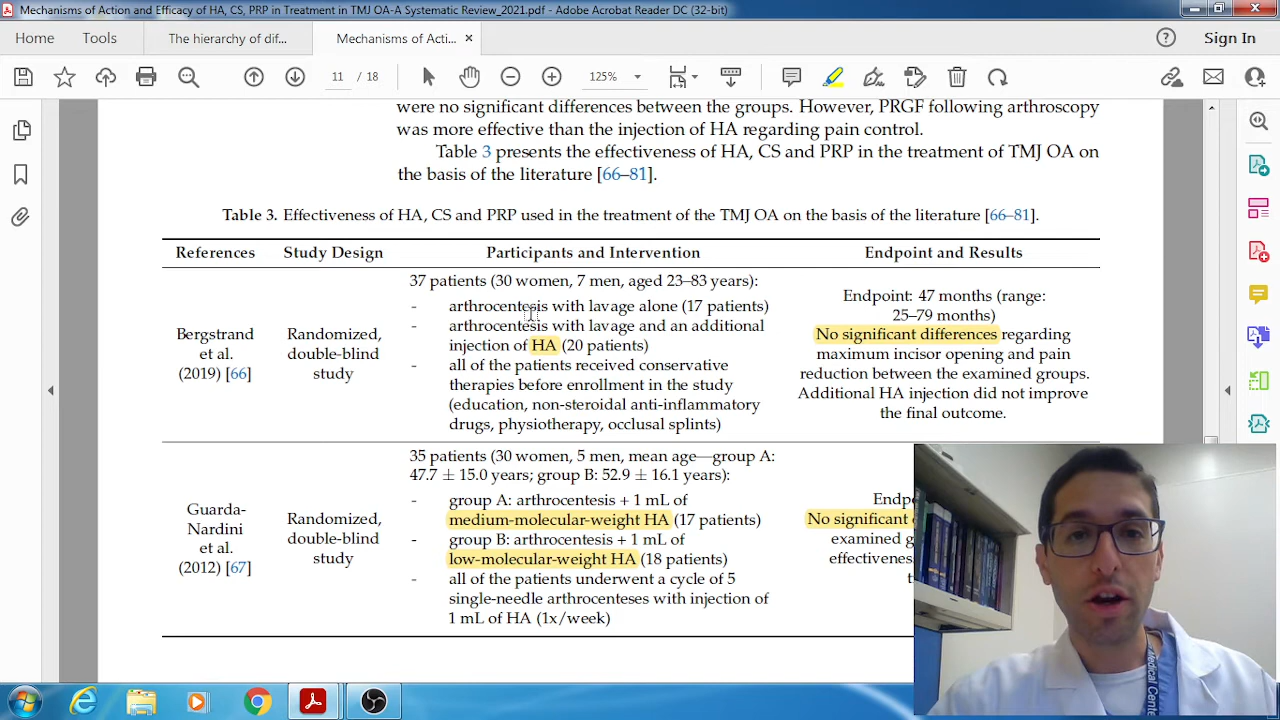 Mechanisms of Action and Efficacy of HA, CS, PRP in Treatment in TMJ OA-A Systematic Review_2021.pdf - Adobe Acrobat Reader DC (32-bit)
Home
Tools
The hierarchy of dif...
Mechanisms of Acti...
Sign In
11 / 18
125%
were no significant differences between the groups. However, PRGF following arthroscopy
was more effective than the injection of HA regarding pain control.
Table 3 presents the effectiveness of HA, CS and PRP in the treatment of TMJ OA on
the basis of the literature [66–81].
Table 3. Effectiveness of HA, CS and PRP used in the treatment of the TMJ OA on the basis of the literature [66–81].
References
Study Design
Participants and Intervention
Endpoint and Results
Bergstrand
et al.
(2019) [66]
Randomized,
double-blind
study
37 patients (30 women, 7 men, aged 23–83 years):
- arthrocentesis with lavage alone (17 patients)
- arthrocentesis with lavage and an additional
injection of HA (20 patients)
- all of the patients received conservative
therapies before enrollment in the study
(education, non-steroidal anti-inflammatory
drugs, physiotherapy, occlusal splints)
Endpoint: 47 months (range:
25–79 months)
No significant differences regarding
maximum incisor opening and pain
reduction between the examined groups.
Additional HA injection did not improve
the final outcome.
Guarda-
Nardini
et al.
(2012) [67]
Randomized,
double-blind
study
35 patients (30 women, 5 men, mean age—group A:
47.7 ± 15.0 years; group B: 52.9 ± 16.1 years):
- group A: arthrocentesis + 1 mL of
medium-molecular-weight HA (17 patients)
- group B: arthrocentesis + 1 mL of
low-molecular-weight HA (18 patients)
- all of the patients underwent a cycle of 5
single-needle arthrocenteses with injection of
1 mL of HA (1x/week)
Endp
No significant
examined g
effectivenes
Medical Cente